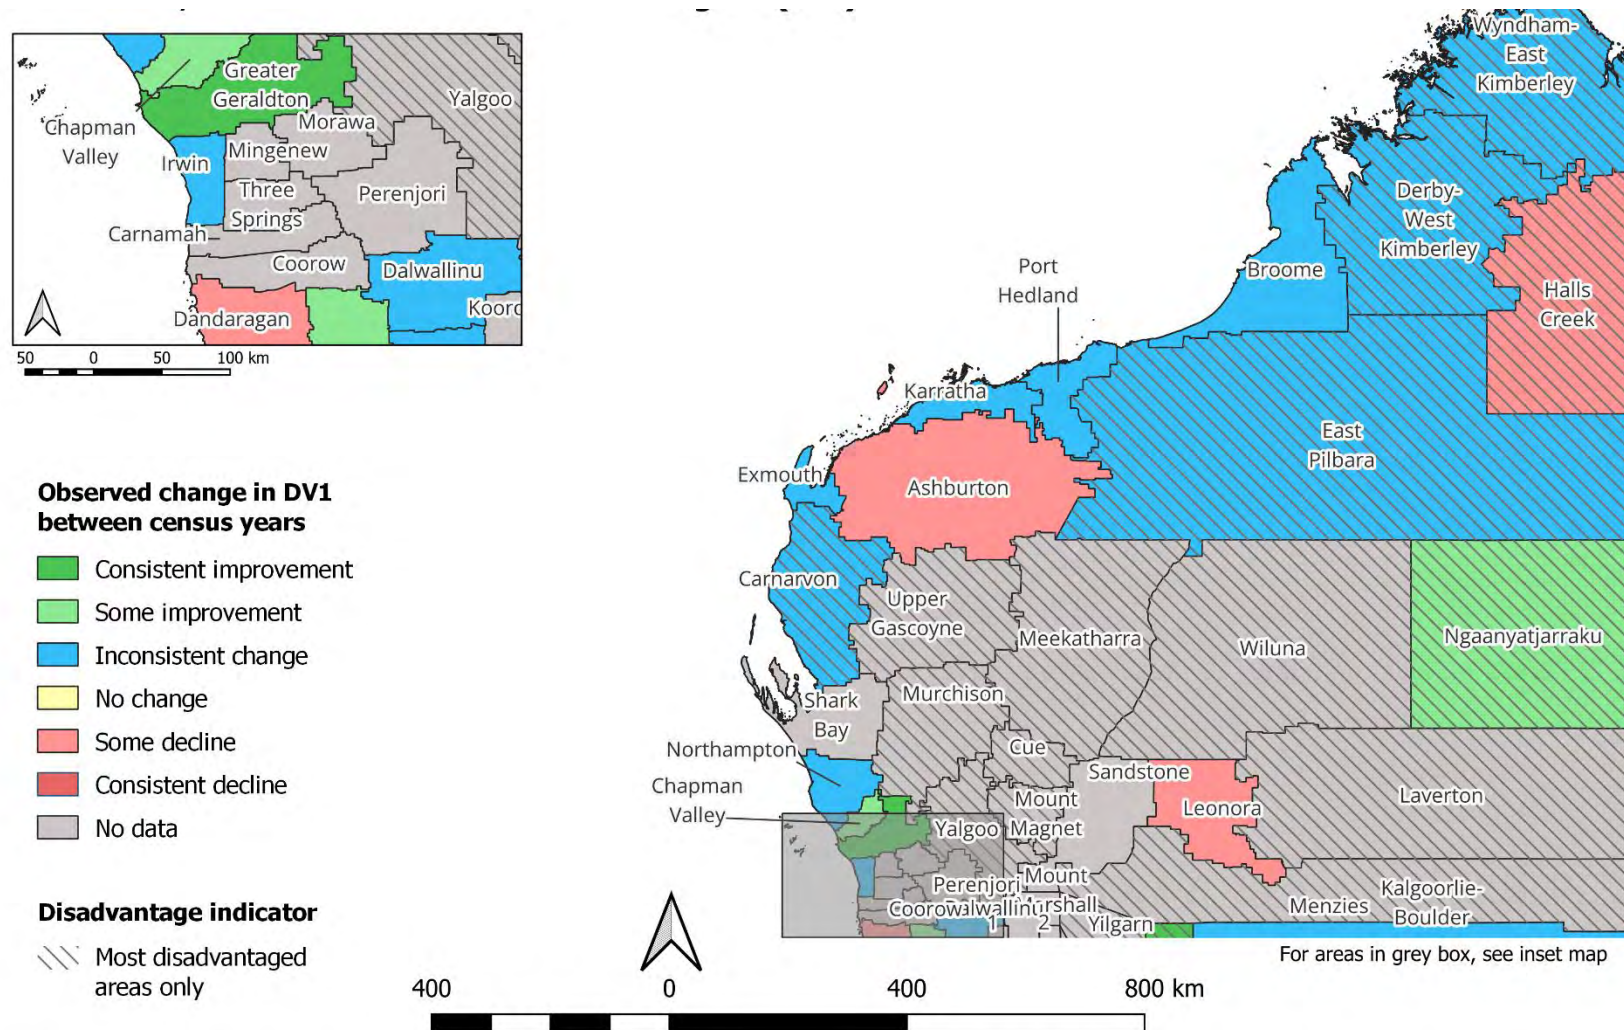 Greater
Geraldton
Yalgoo
Chapman
Valley
Morawa
Mingenew
Irwin
Three
Springs
Perenjori
Carnamah
Coorow
Dalwallinu
Koorc
Dandaragan
50 0 50 100 km
Observed change in DV1
between census years
Consistent improvement
Some improvement
Inconsistent change
No change
Some decline
Consistent decline
No data
Disadvantage indicator
Most disadvantaged
areas only
Wyndham-
East
Kimberley
Derby-
West
Kimberley
Broome
Halls
Creek
Port
Hedland
Karratha
East
Pilbara
Exmouth
Ashburton
Carnarvon
Upper
Gascoyne
Meekatharra
Wiluna
Ngaanyatjarraku
Shark
Bay
Murchison
Northampton
Cue
Sandstone
Chapman
Valley
Mount
Magnet
Leonora
Laverton
Yalgoo
Perenjori
Mount
Marshall
Coorow
Dalwallinu
1
2
Yilgarn
Menzies
Kalgoorlie-
Boulder
For areas in grey box, see inset map
400 0 400 800 km